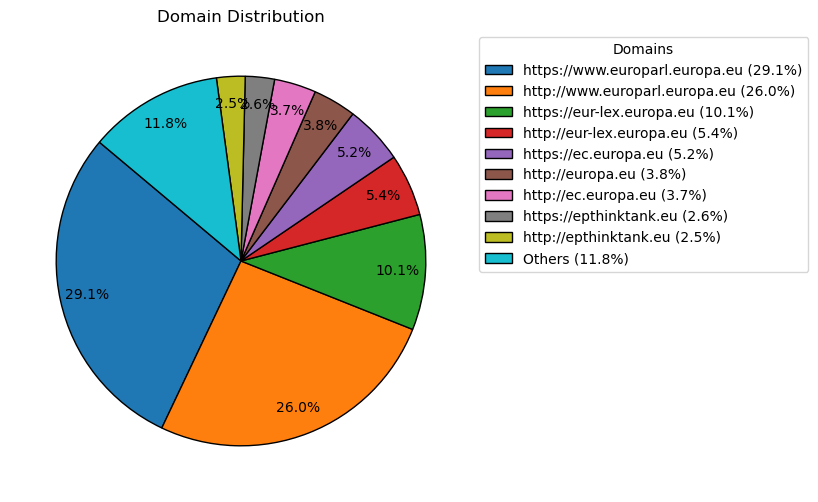 Domain Distribution
29.1%
26.0%
10.1%
5.4%
5.2%
3.8%
3.7%
2.6%
2.5%
11.8%
Domains
https://www.europarl.europa.eu (29.1%)
http://www.europarl.europa.eu (26.0%)
https://eur-lex.europa.eu (10.1%)
http://eur-lex.europa.eu (5.4%)
https://ec.europa.eu (5.2%)
http://europa.eu (3.8%)
http://ec.europa.eu (3.7%)
https://epthinktank.eu (2.6%)
http://epthinktank.eu (2.5%)
Others (11.8%)